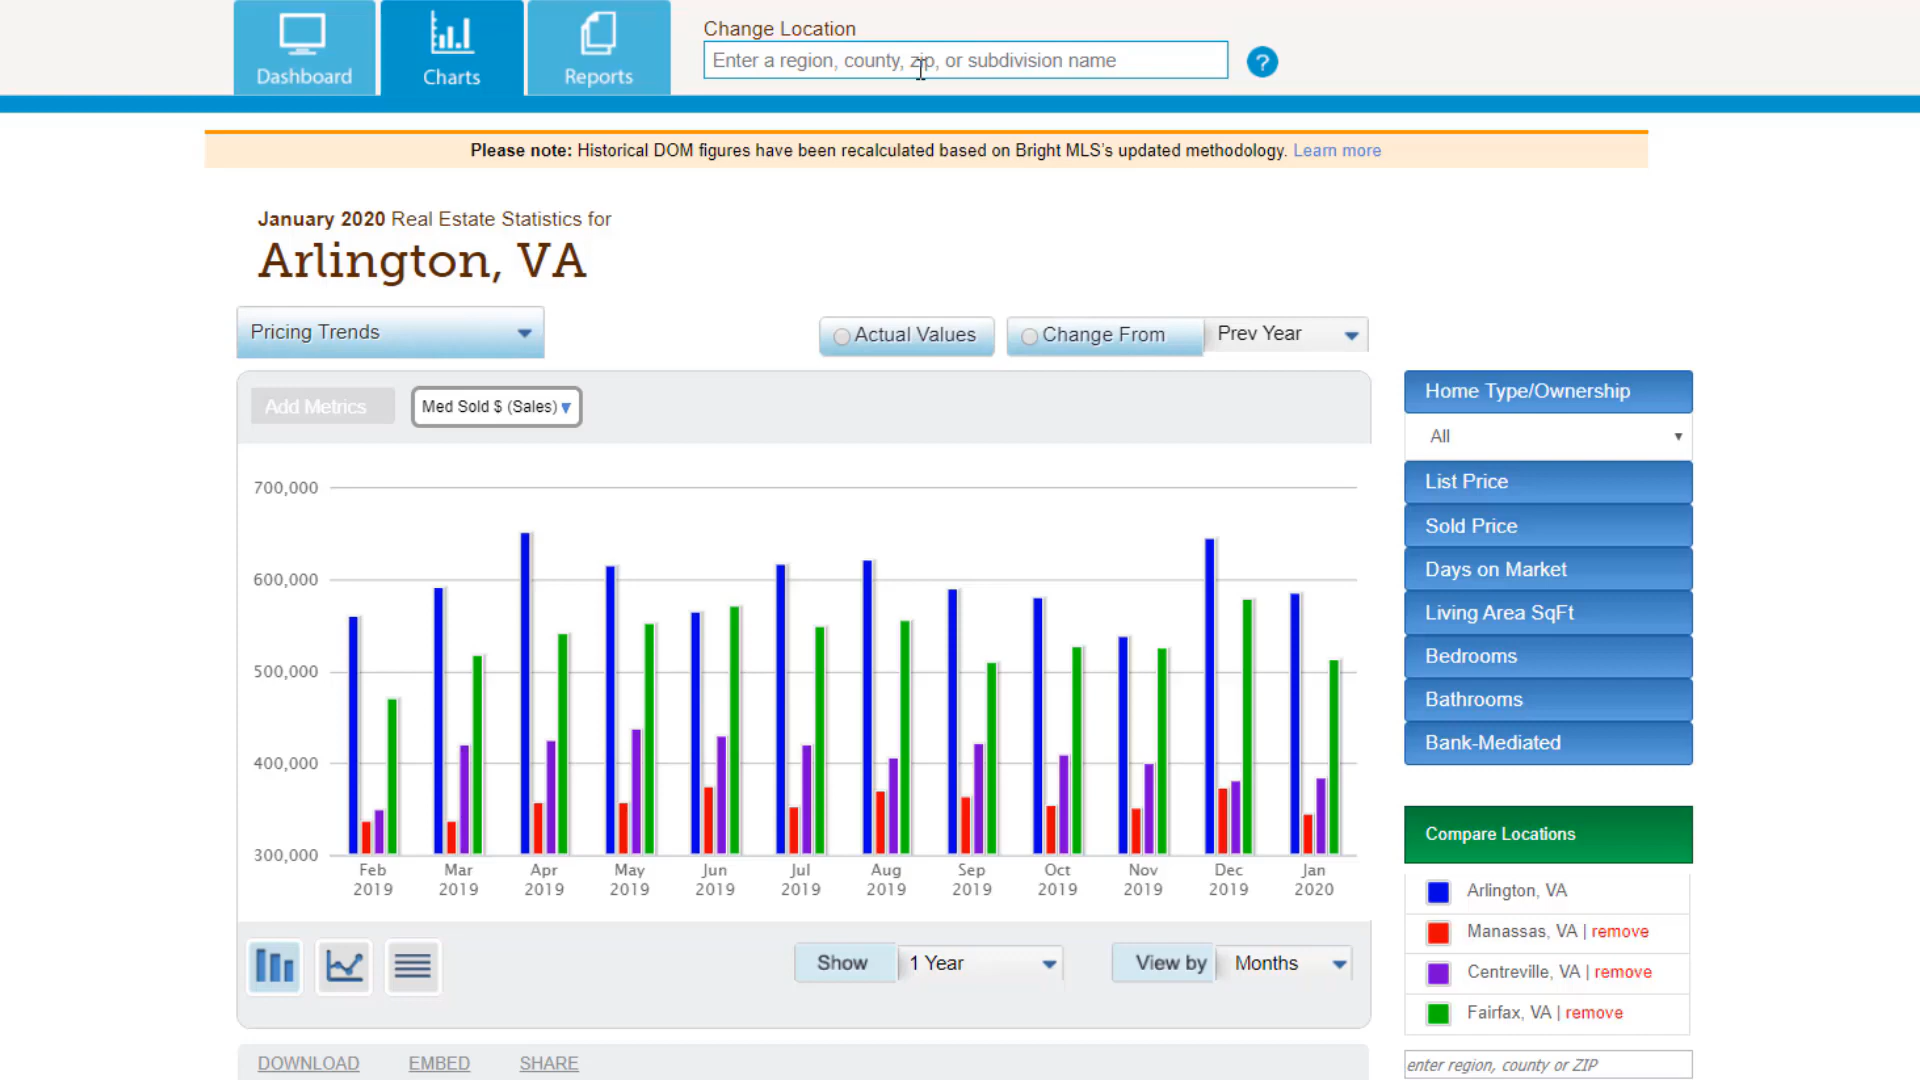 Change Location
Dashboard
Charts
Reports
Enter a region, county, zip, or subdivision name
?
Please note: Historical DOM figures have been recalculated based on Bright MLS's updated methodology. Learn more
January 2020 Real Estate Statistics for
Arlington, VA
Pricing Trends
Actual Values
Change From
Prev Year
Add Metrics
Med Sold $ (Sales)
700,000
600,000
500,000
400,000
300,000
Feb 2019
Mar 2019
Apr 2019
May 2019
Jun 2019
Jul 2019
Aug 2019
Sep 2019
Oct 2019
Nov 2019
Dec 2019
Jan 2020
Show
1 Year
View by
Months
DOWNLOAD
EMBED
SHARE
Home Type/Ownership
All
List Price
Sold Price
Days on Market
Living Area SqFt
Bedrooms
Bathrooms
Bank-Mediated
Compare Locations
Arlington, VA
Manassas, VA | remove
Centreville, VA | remove
Fairfax, VA | remove
enter region, county or ZIP